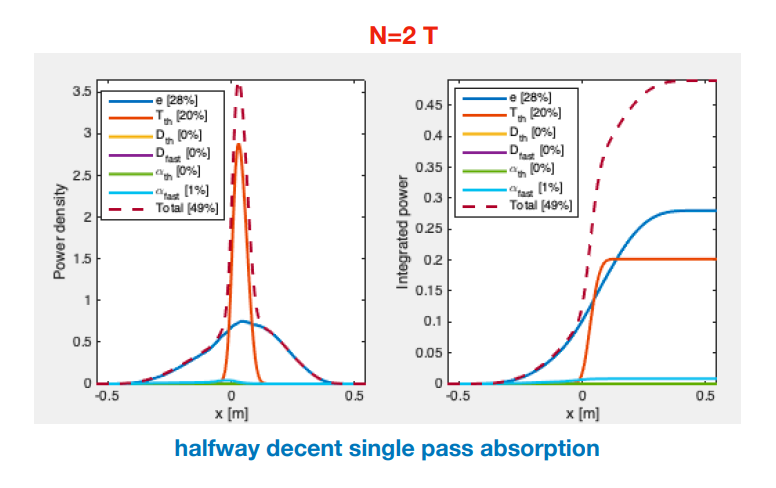 N=2 T
3.5
3
2.5
2
1.5
1
0.5
0
Power density
e [28%]
T_th [20%]
D_th [0%]
D_fast [0%]
α_th [0%]
α_fast [1%]
Total [49%]
-0.5
0
0.5
x [m]
0.45
0.4
0.35
0.3
0.25
0.2
0.15
0.1
0.05
0
Integrated power
e [28%]
T_th [20%]
D_th [0%]
D_fast [0%]
α_th [0%]
α_fast [1%]
Total [49%]
-0.5
0
0.5
x [m]
halfway decent single pass absorption